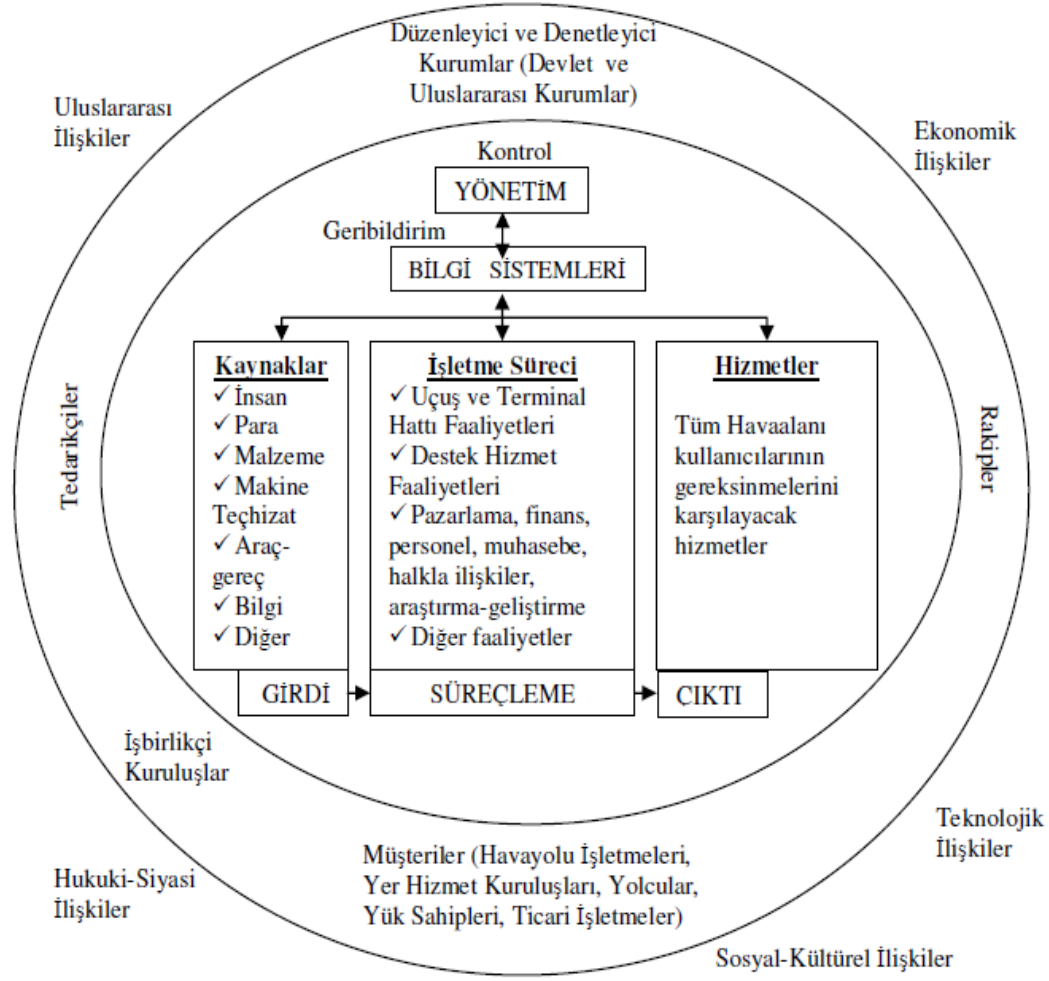 Düzenleyici ve Denetleyici
Kurumlar (Devlet ve
Uluslararası Kurumlar)
Uluslararası
İlişkiler
Ekonomik
İlişkiler
Kontrol
YÖNETİM
Geribildirim
BİLGİ SİSTEMLERİ
Kaynaklar
✓ İnsan
✓ Para
✓ Malzeme
✓ Makine
Teçhizat
✓ Araç-
gereç
✓ Bilgi
✓ Diğer
GİRDİ
İşletme Süreci
✓ Uçuş ve Terminal
Hattı Faaliyetleri
✓ Destek Hizmet
Faaliyetleri
✓ Pazarlama, finans,
personel, muhasebe,
halkla ilişkiler,
araştırma-geliştirme
✓ Diğer faaliyetler
SÜREÇLEME
Hizmetler
Tüm Havaalanı
kullanıcılarının
gereksinmelerini
karşılayacak
hizmetler
ÇIKTI
Tedarikçiler
Rakipler
İşbirlikçi
Kuruluşlar
Teknolojik
İlişkiler
Müşteriler (Havayolu İşletmeleri,
Yer Hizmet Kuruluşları, Yolcular,
Yük Sahipleri, Ticari İşletmeler)
Hukuki-Siyasi
İlişkiler
Sosyal-Kültürel İlişkiler